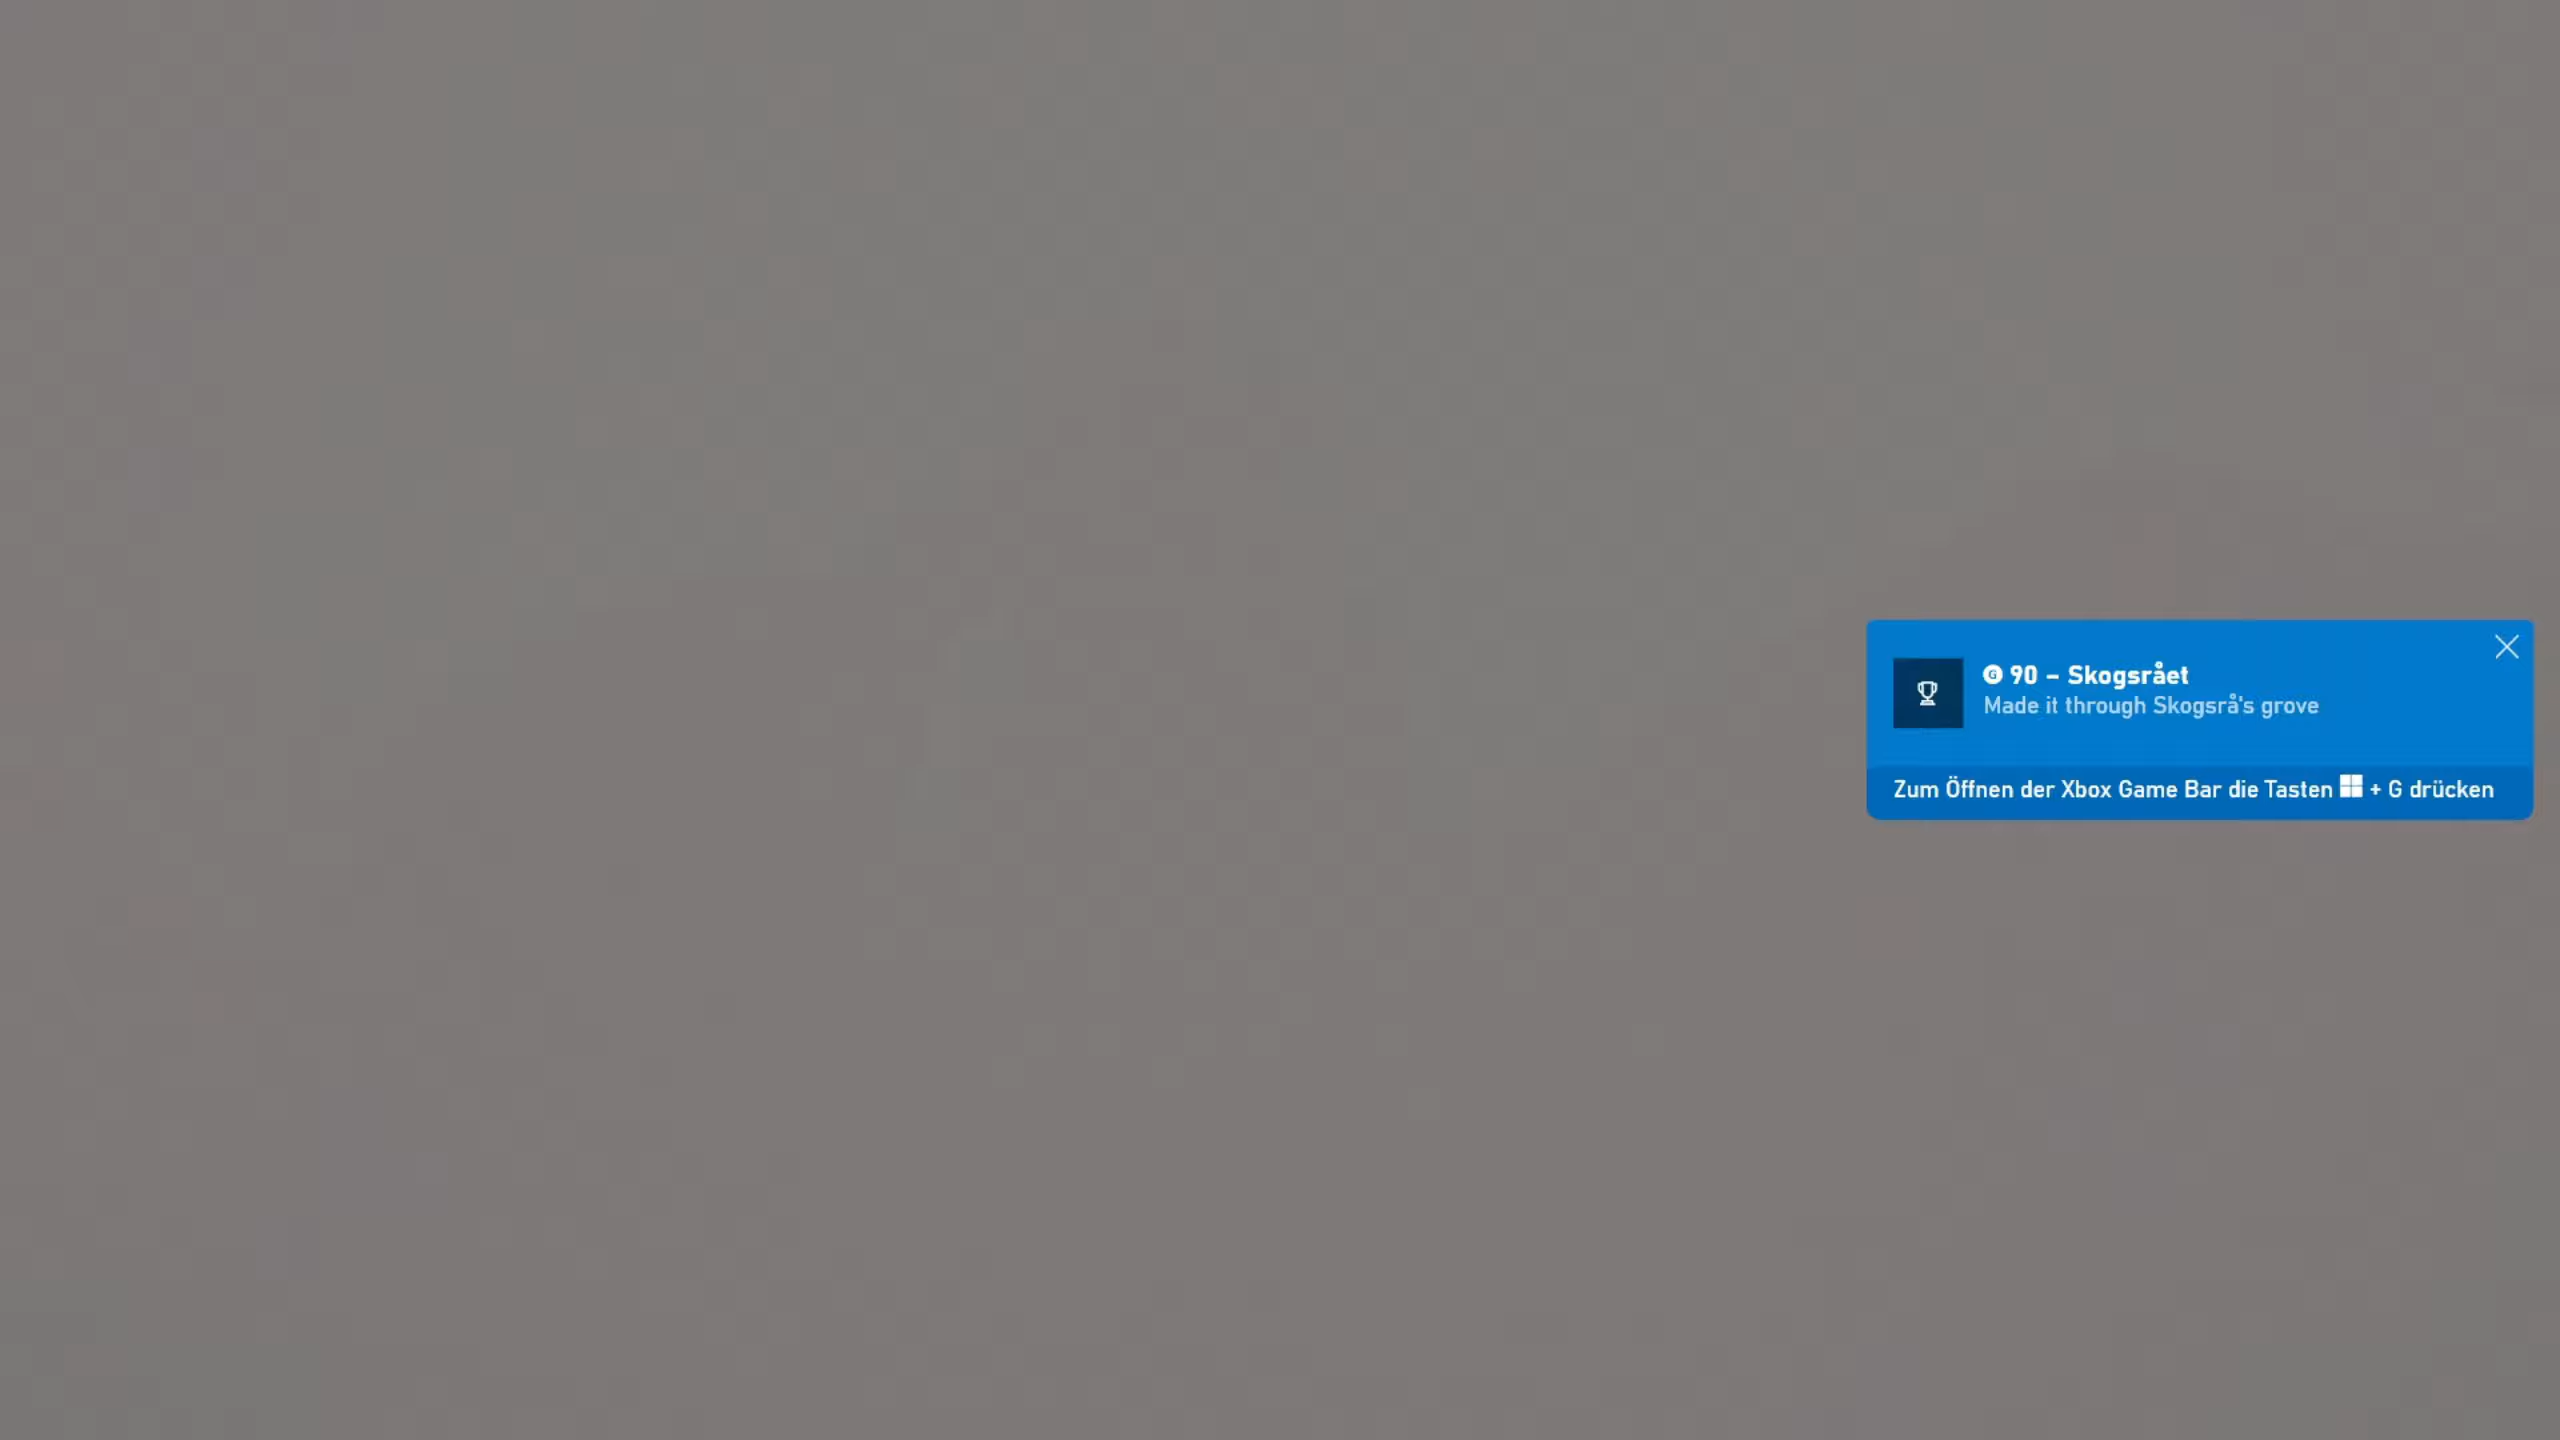 G 90 – Skogsrået
Made it through Skogsrå's grove
Zum Öffnen der Xbox Game Bar die Tasten + G drücken